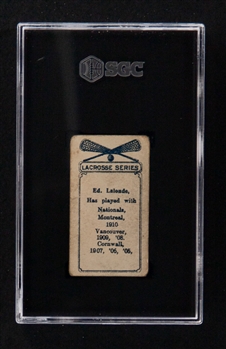 SGC
LACROSSE SERIES
Ed. Lalonde,
Has played with
Nationals,
Montreal,
1910
Vancouver,
1909, '08.
Cornwall,
1907, '06, '05,